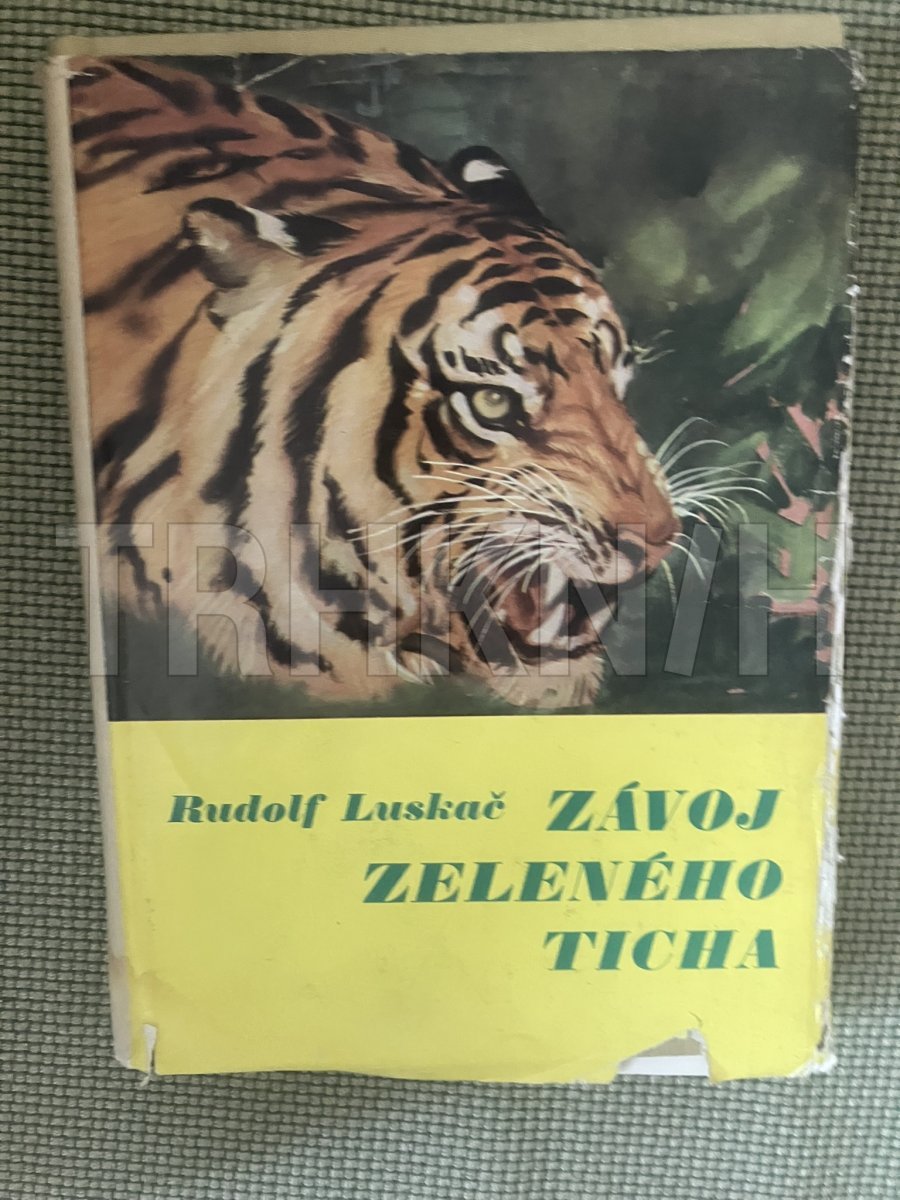 TRHKNIH
Rudolf Luskač ZÁVOJ
ZELENÉHO
TICHA